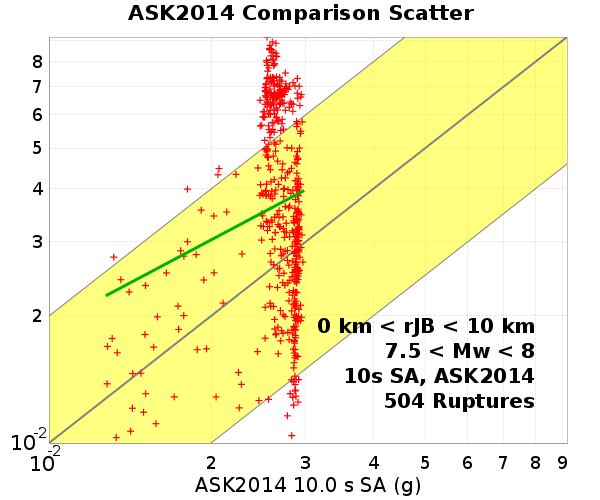 ASK2014 Comparison Scatter
8
7
6
5
4
3
2
10-2
0 km < rJB < 10 km
7.5 < Mw < 8
10s SA, ASK2014
504 Ruptures
10-2 2 3 4 5 6 7 8 9
ASK2014 10.0 s SA (g)